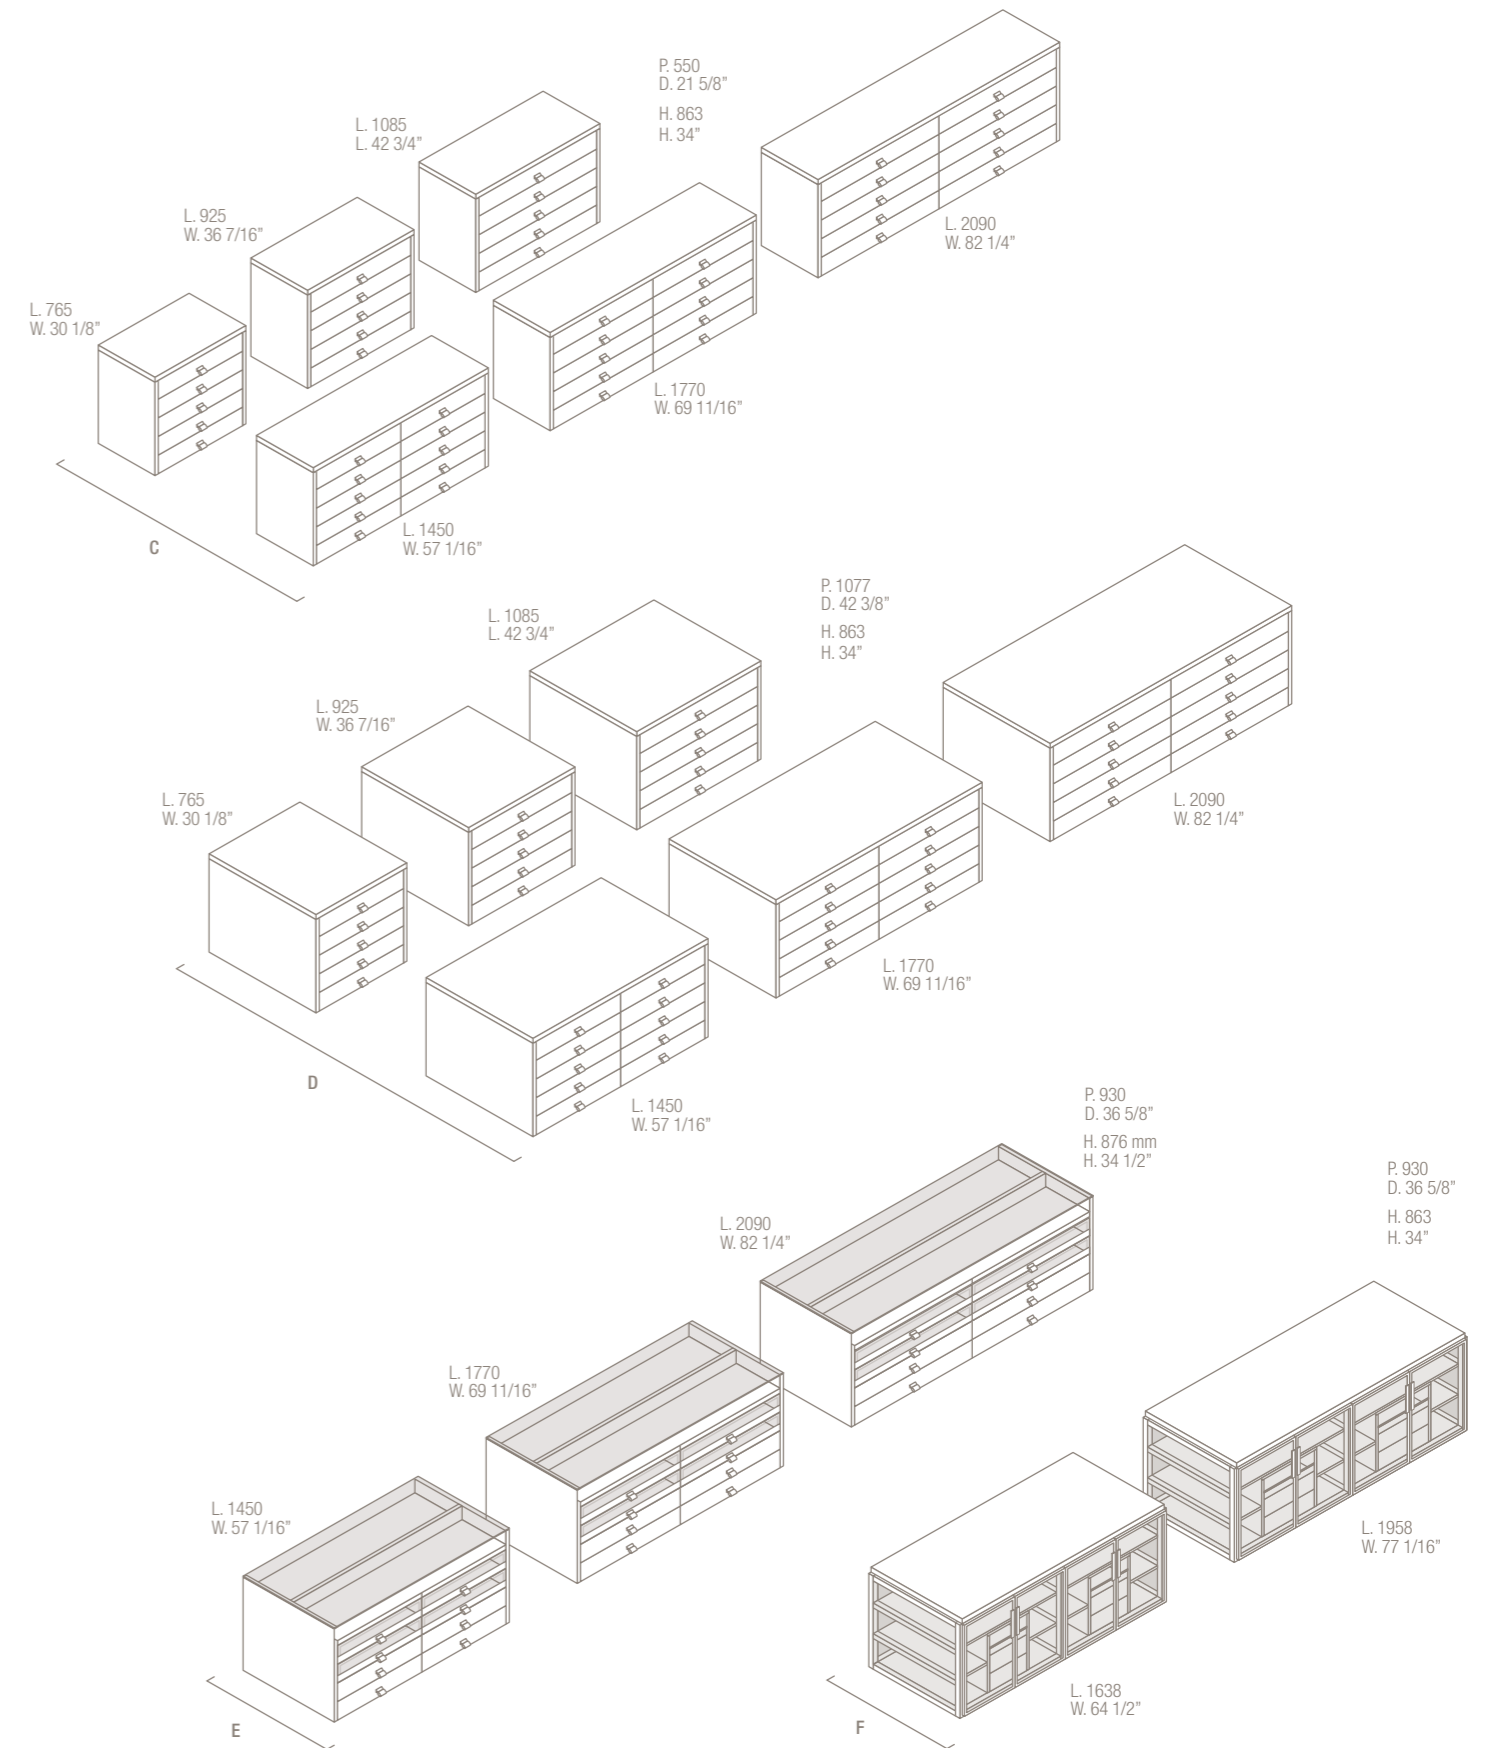 P. 550
D. 21 5/8”
H. 863
H. 34”
L. 1085
L. 42 3/4”
L. 925
W. 36 7/16”
L. 2090
W. 82 1/4”
L. 765
W. 30 1/8”
L. 1770
W. 69 11/16”
L. 1450
W. 57 1/16”
C
P. 1077
D. 42 3/8”
H. 863
H. 34”
L. 1085
L. 42 3/4”
L. 925
W. 36 7/16”
L. 765
W. 30 1/8”
L. 2090
W. 82 1/4”
L. 1770
W. 69 11/16”
L. 1450
W. 57 1/16”
D
P. 930
D. 36 5/8”
H. 876 mm
H. 34 1/2”
L. 2090
W. 82 1/4”
L. 1770
W. 69 11/16”
L. 1450
W. 57 1/16”
E
P. 930
D. 36 5/8”
H. 863
H. 34”
L. 1958
W. 77 1/16”
L. 1638
W. 64 1/2”
F